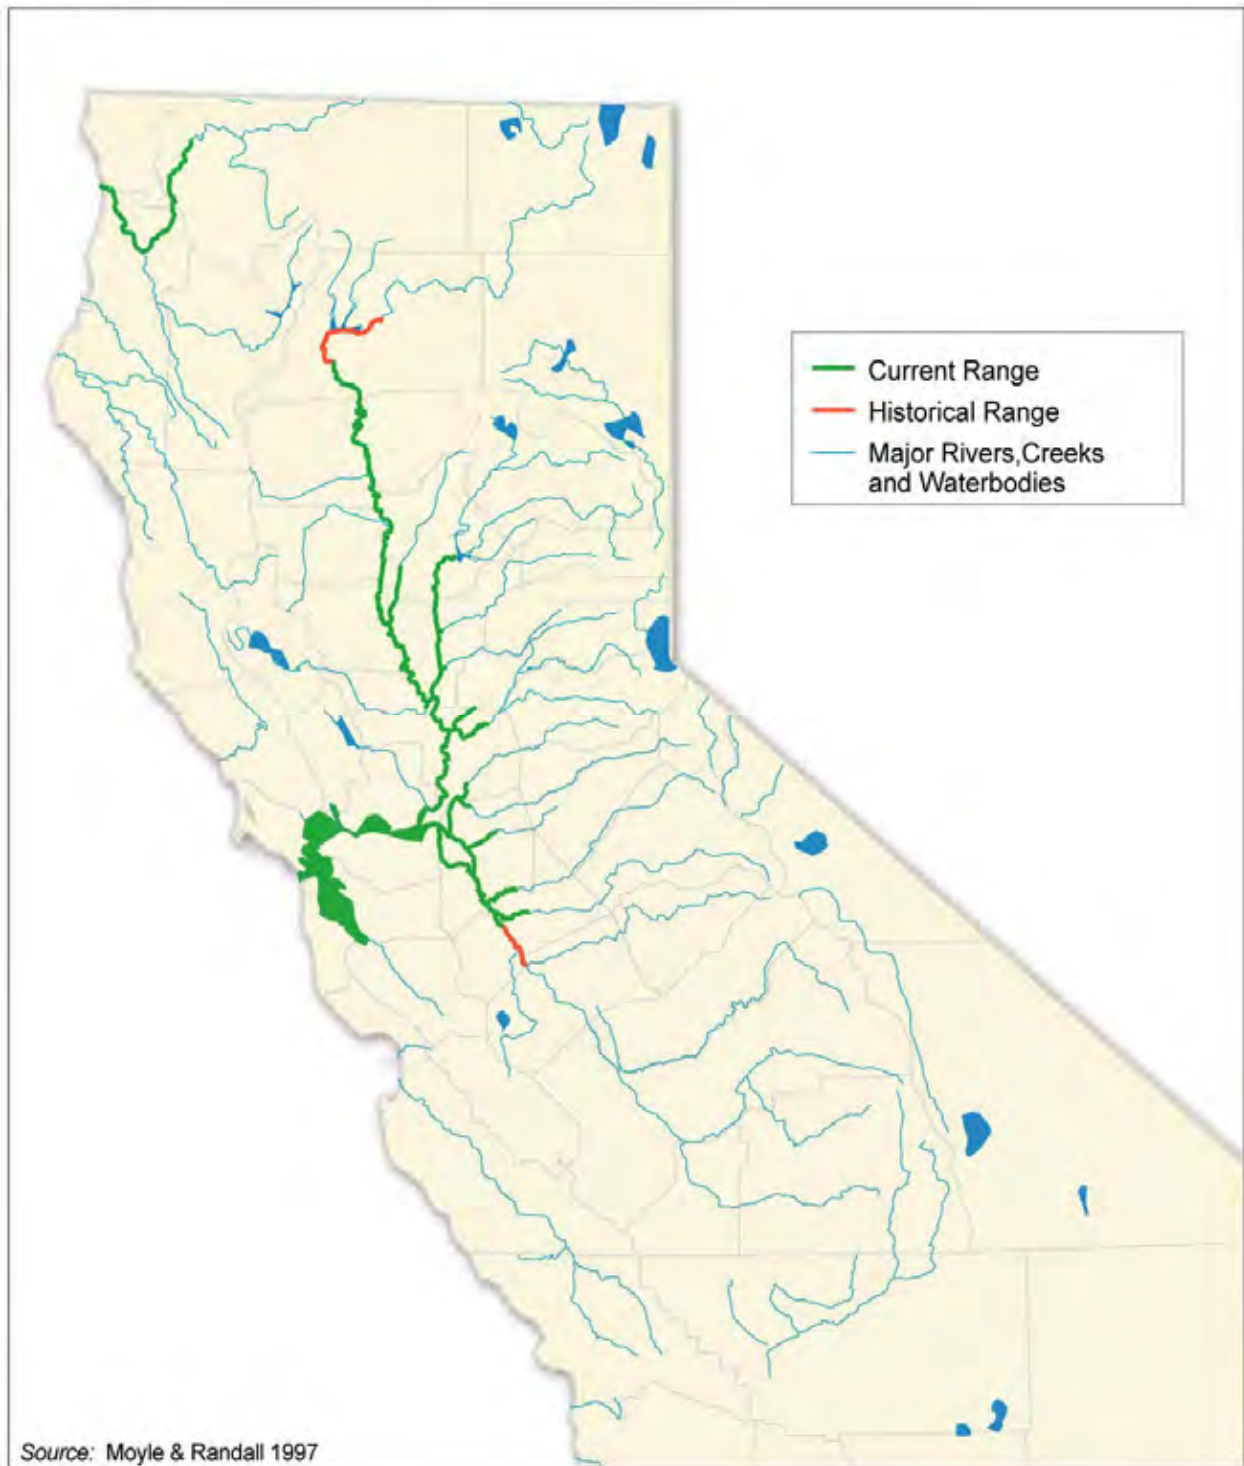 Current Range
Historical Range
Major Rivers,Creeks
and Waterbodies
Source: Moyle & Randall 1997